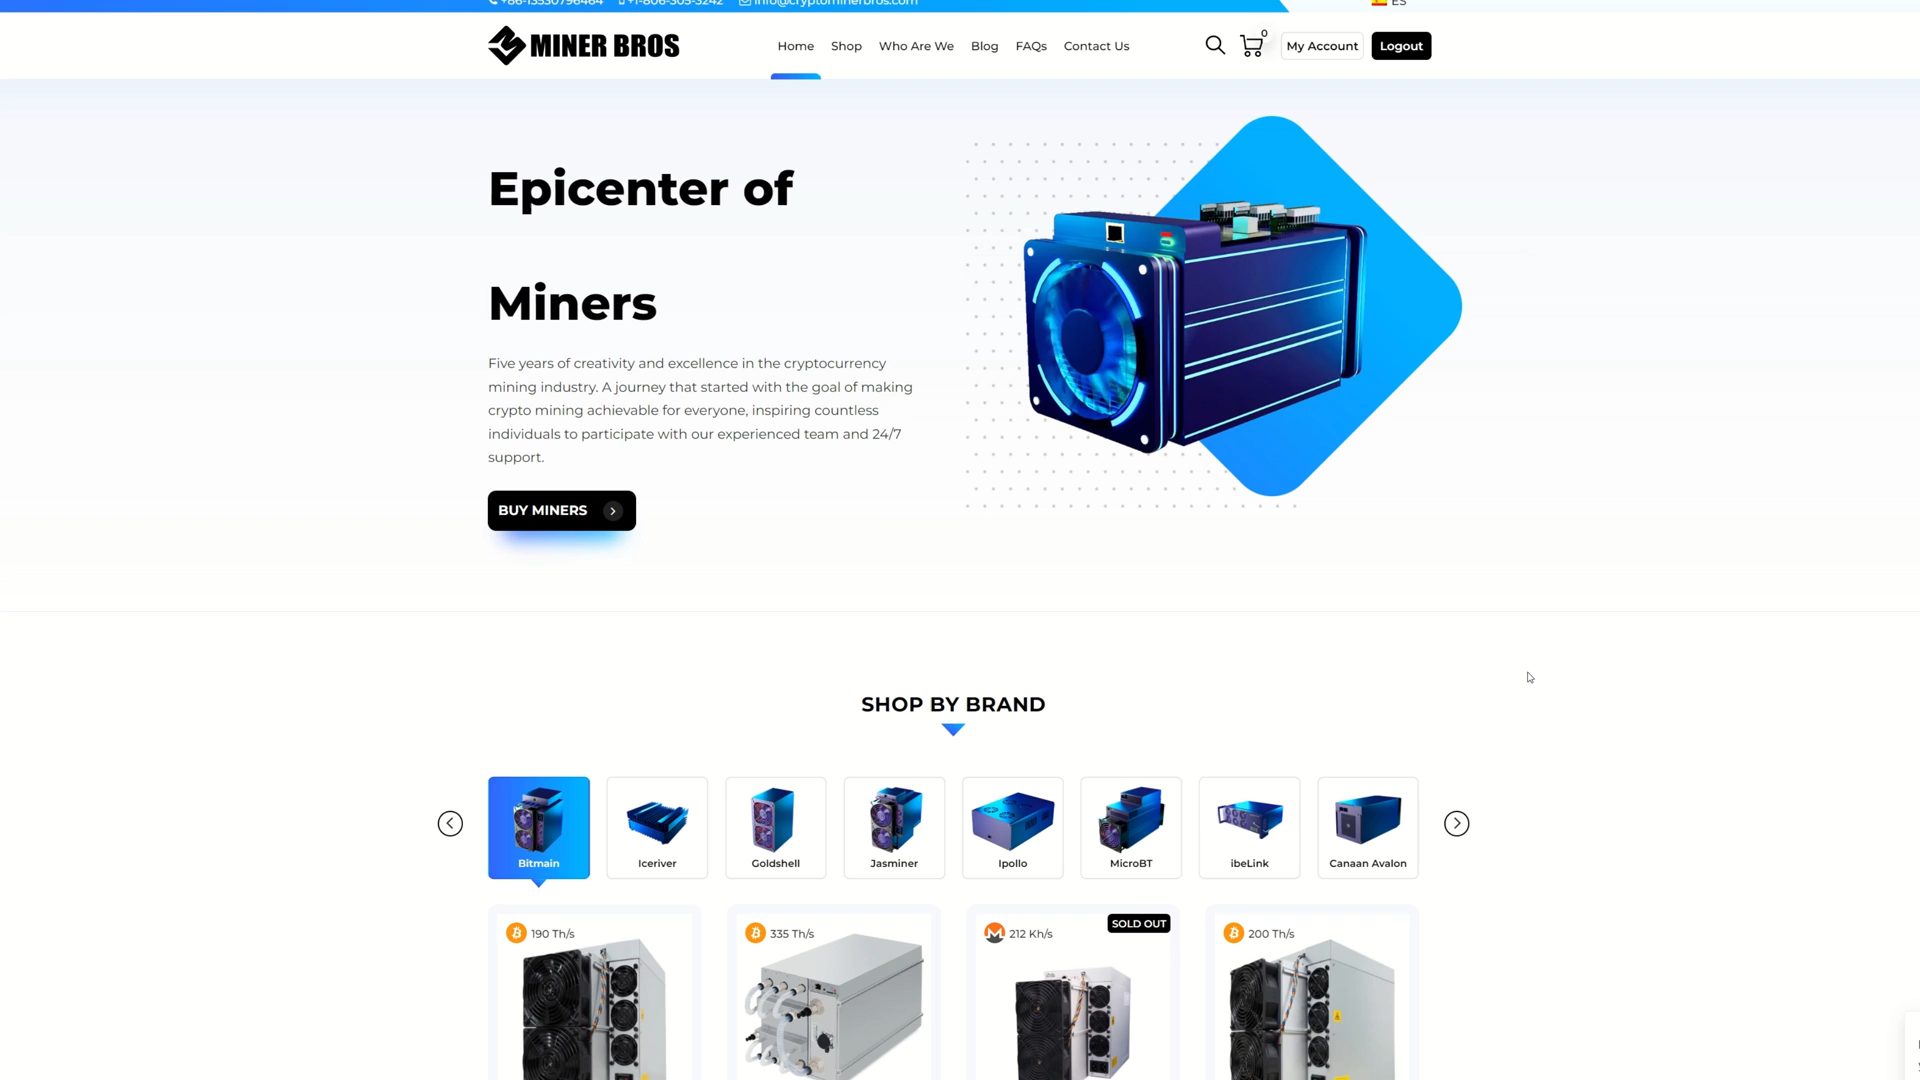 +86-13530796464 +1-806-305-3242 info@cryptominerbros.com ES
MINER BROS Home Shop Who Are We Blog FAQs Contact Us 0 My Account Logout
Epicenter of
Miners
Five years of creativity and excellence in the cryptocurrency
mining industry. A journey that started with the goal of making
crypto mining achievable for everyone, inspiring countless
individuals to participate with our experienced team and 24/7
support.
BUY MINERS
SHOP BY BRAND
Bitmain Iceriver Goldshell Jasminer Ipollo MicroBT ibeLink Canaan Avalon
190 Th/s 335 Th/s 212 Kh/s SOLD OUT 200 Th/s